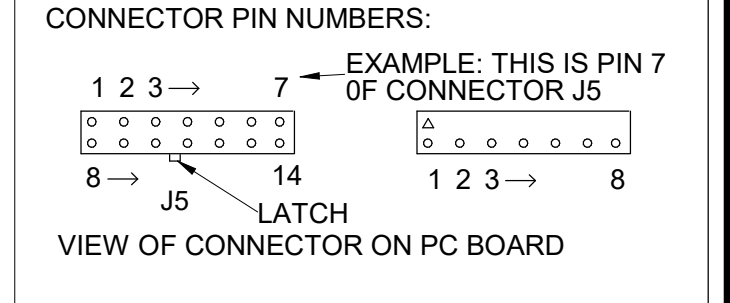 CONNECTOR PIN NUMBERS:
EXAMPLE: THIS IS PIN 7
0F CONNECTOR J5
1 2 3→ 7
8→ 14
J5
LATCH
1 2 3→ 8
VIEW OF CONNECTOR ON PC BOARD